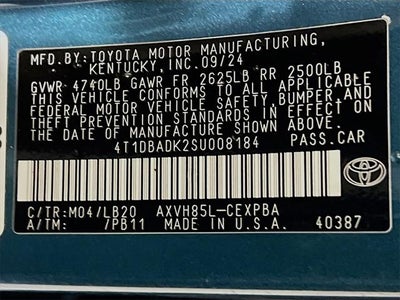 MFD.BY:TOYOTA MOTOR MANUFACTURING,
KENTUCKY, INC.09/24
GVWR 4740LB GAWR FR 2625LB RR 2500LB
THIS VEHICLE CONFORMS TO ALL APPLICABLE
FEDERAL MOTOR VEHICLE SAFETY,BUMPER AND
THEFT PREVENTION STANDARDS IN EFFECT
ON THE DATE OF MANUFACTURE SHOWN ABOVE.
4T1DBADK2SU008184 PASS.CAR
C/TR:M04/LB20 AXVH85L-CEXPBA
A/TM: /PB11 MADE IN U.S.A. 40387